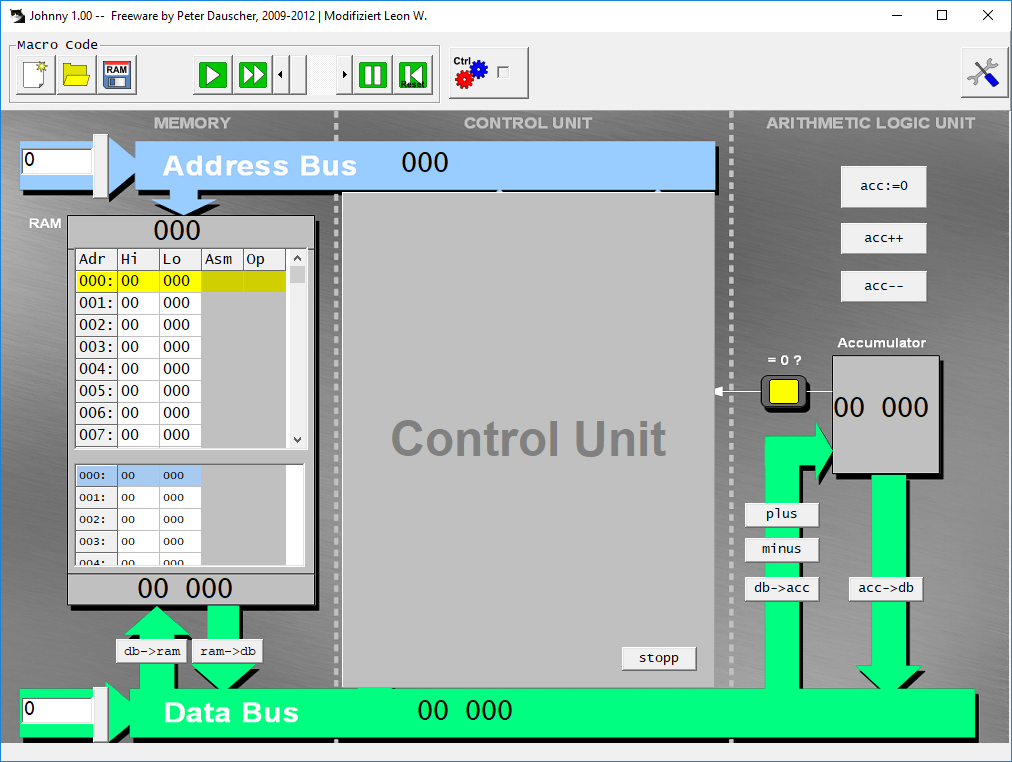 Johnny 1.00 -- Freeware by Peter Dauscher, 2009-2012 | Modifiziert Leon W.
Macro Code
RAM
Reset
Ctrl
MEMORY
CONTROL UNIT
ARITHMETIC LOGIC UNIT
0
Address Bus 000
acc:=0
RAM
000
acc++
Adr Hi Lo Asm Op
000: 00 000
001: 00 000
002: 00 000
003: 00 000
004: 00 000
005: 00 000
006: 00 000
007: 00 000
acc--
Accumulator
= 0 ?
00 000
Control Unit
000: 00 000
001: 00 000
002: 00 000
003: 00 000
004: 00 000
plus
minus
db->acc
acc->db
00 000
db->ram
ram->db
stopp
0
Data Bus 00 000